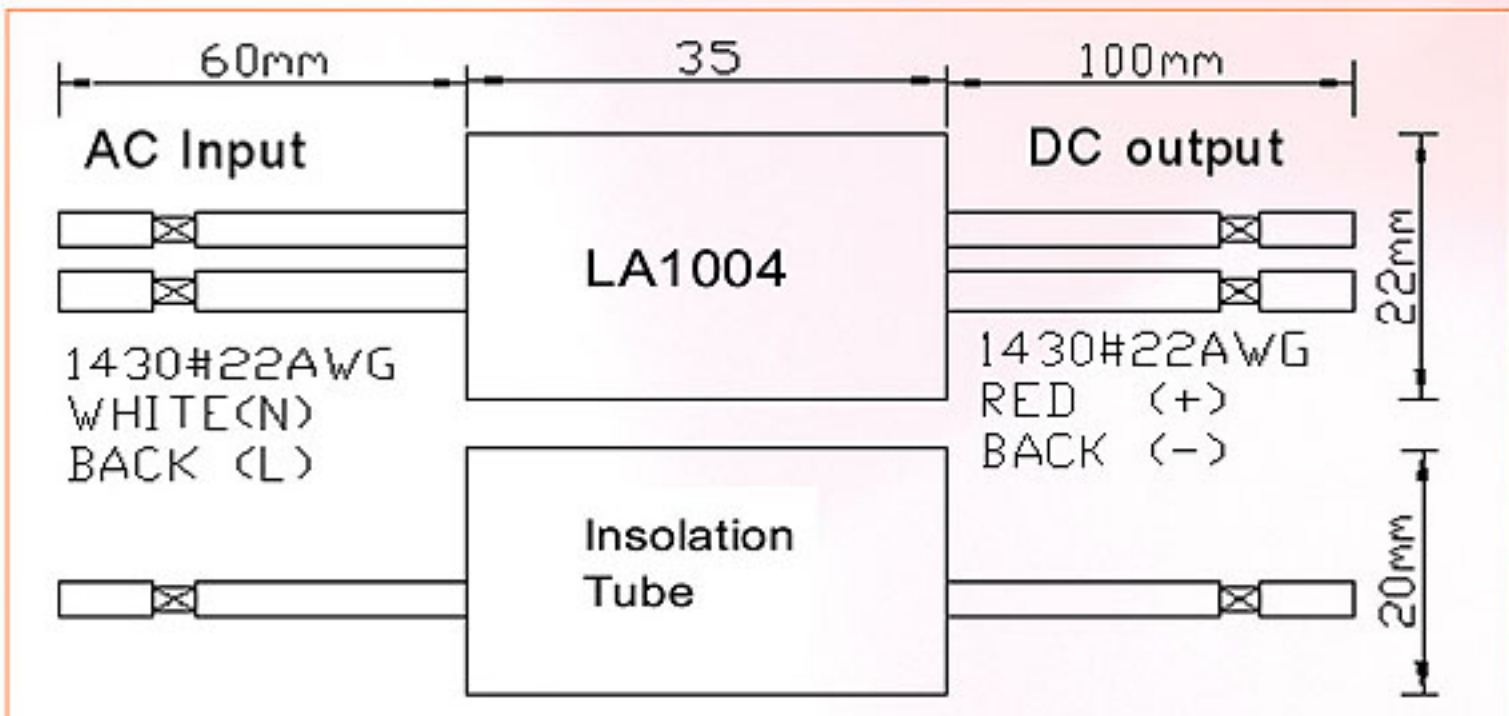 60mm 35 100mm
AC Input
DC output
LA1004
22mm
1430#22AWG
WHITE(N)
BACK (L)
1430#22AWG
RED (+)
BACK (-)
Insolation
Tube
20mm